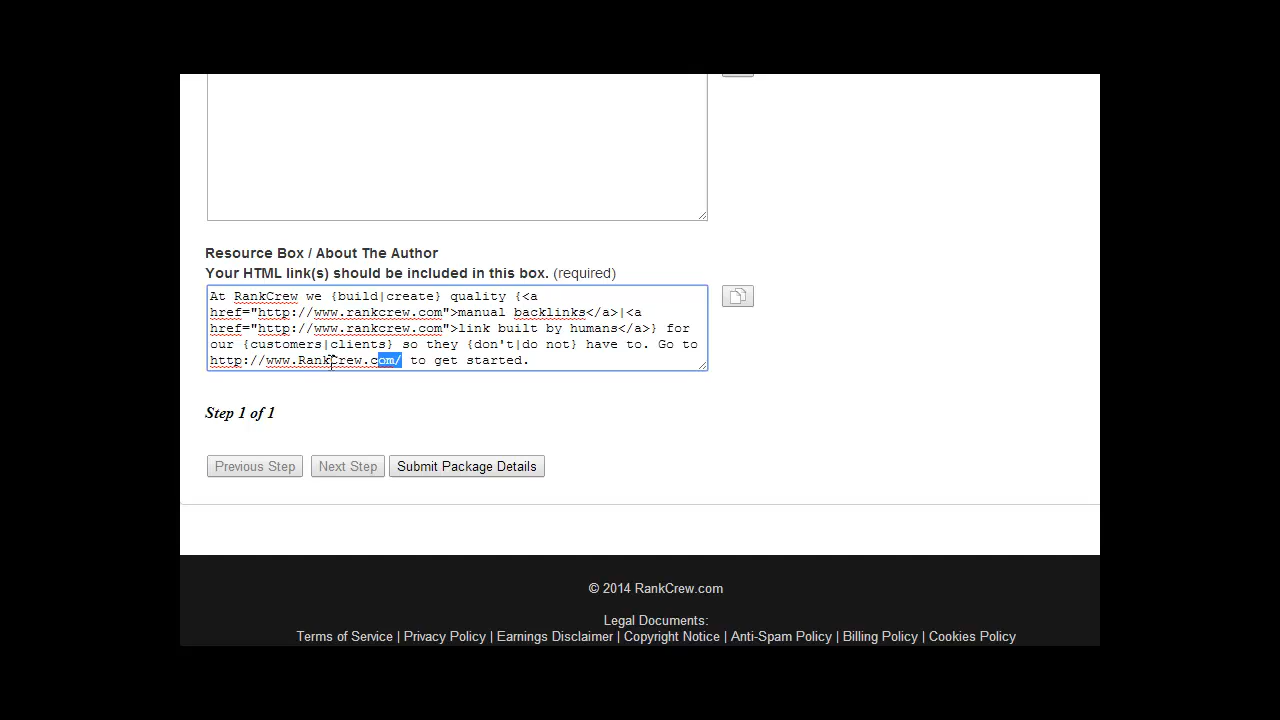 Resource Box / About The Author
Your HTML link(s) should be included in this box. (required)
At RankCrew we {build|create} quality {<a
href="http://www.rankcrew.com">manual backlinks</a>|<a
href="http://www.rankcrew.com">link built by humans</a>} for
our {customers|clients} so they {don't|do not} have to. Go to
http://www.RankCrew.com/ to get started.
Step 1 of 1
Previous Step Next Step Submit Package Details
© 2014 RankCrew.com
Legal Documents:
Terms of Service | Privacy Policy | Earnings Disclaimer | Copyright Notice | Anti-Spam Policy | Billing Policy | Cookies Policy